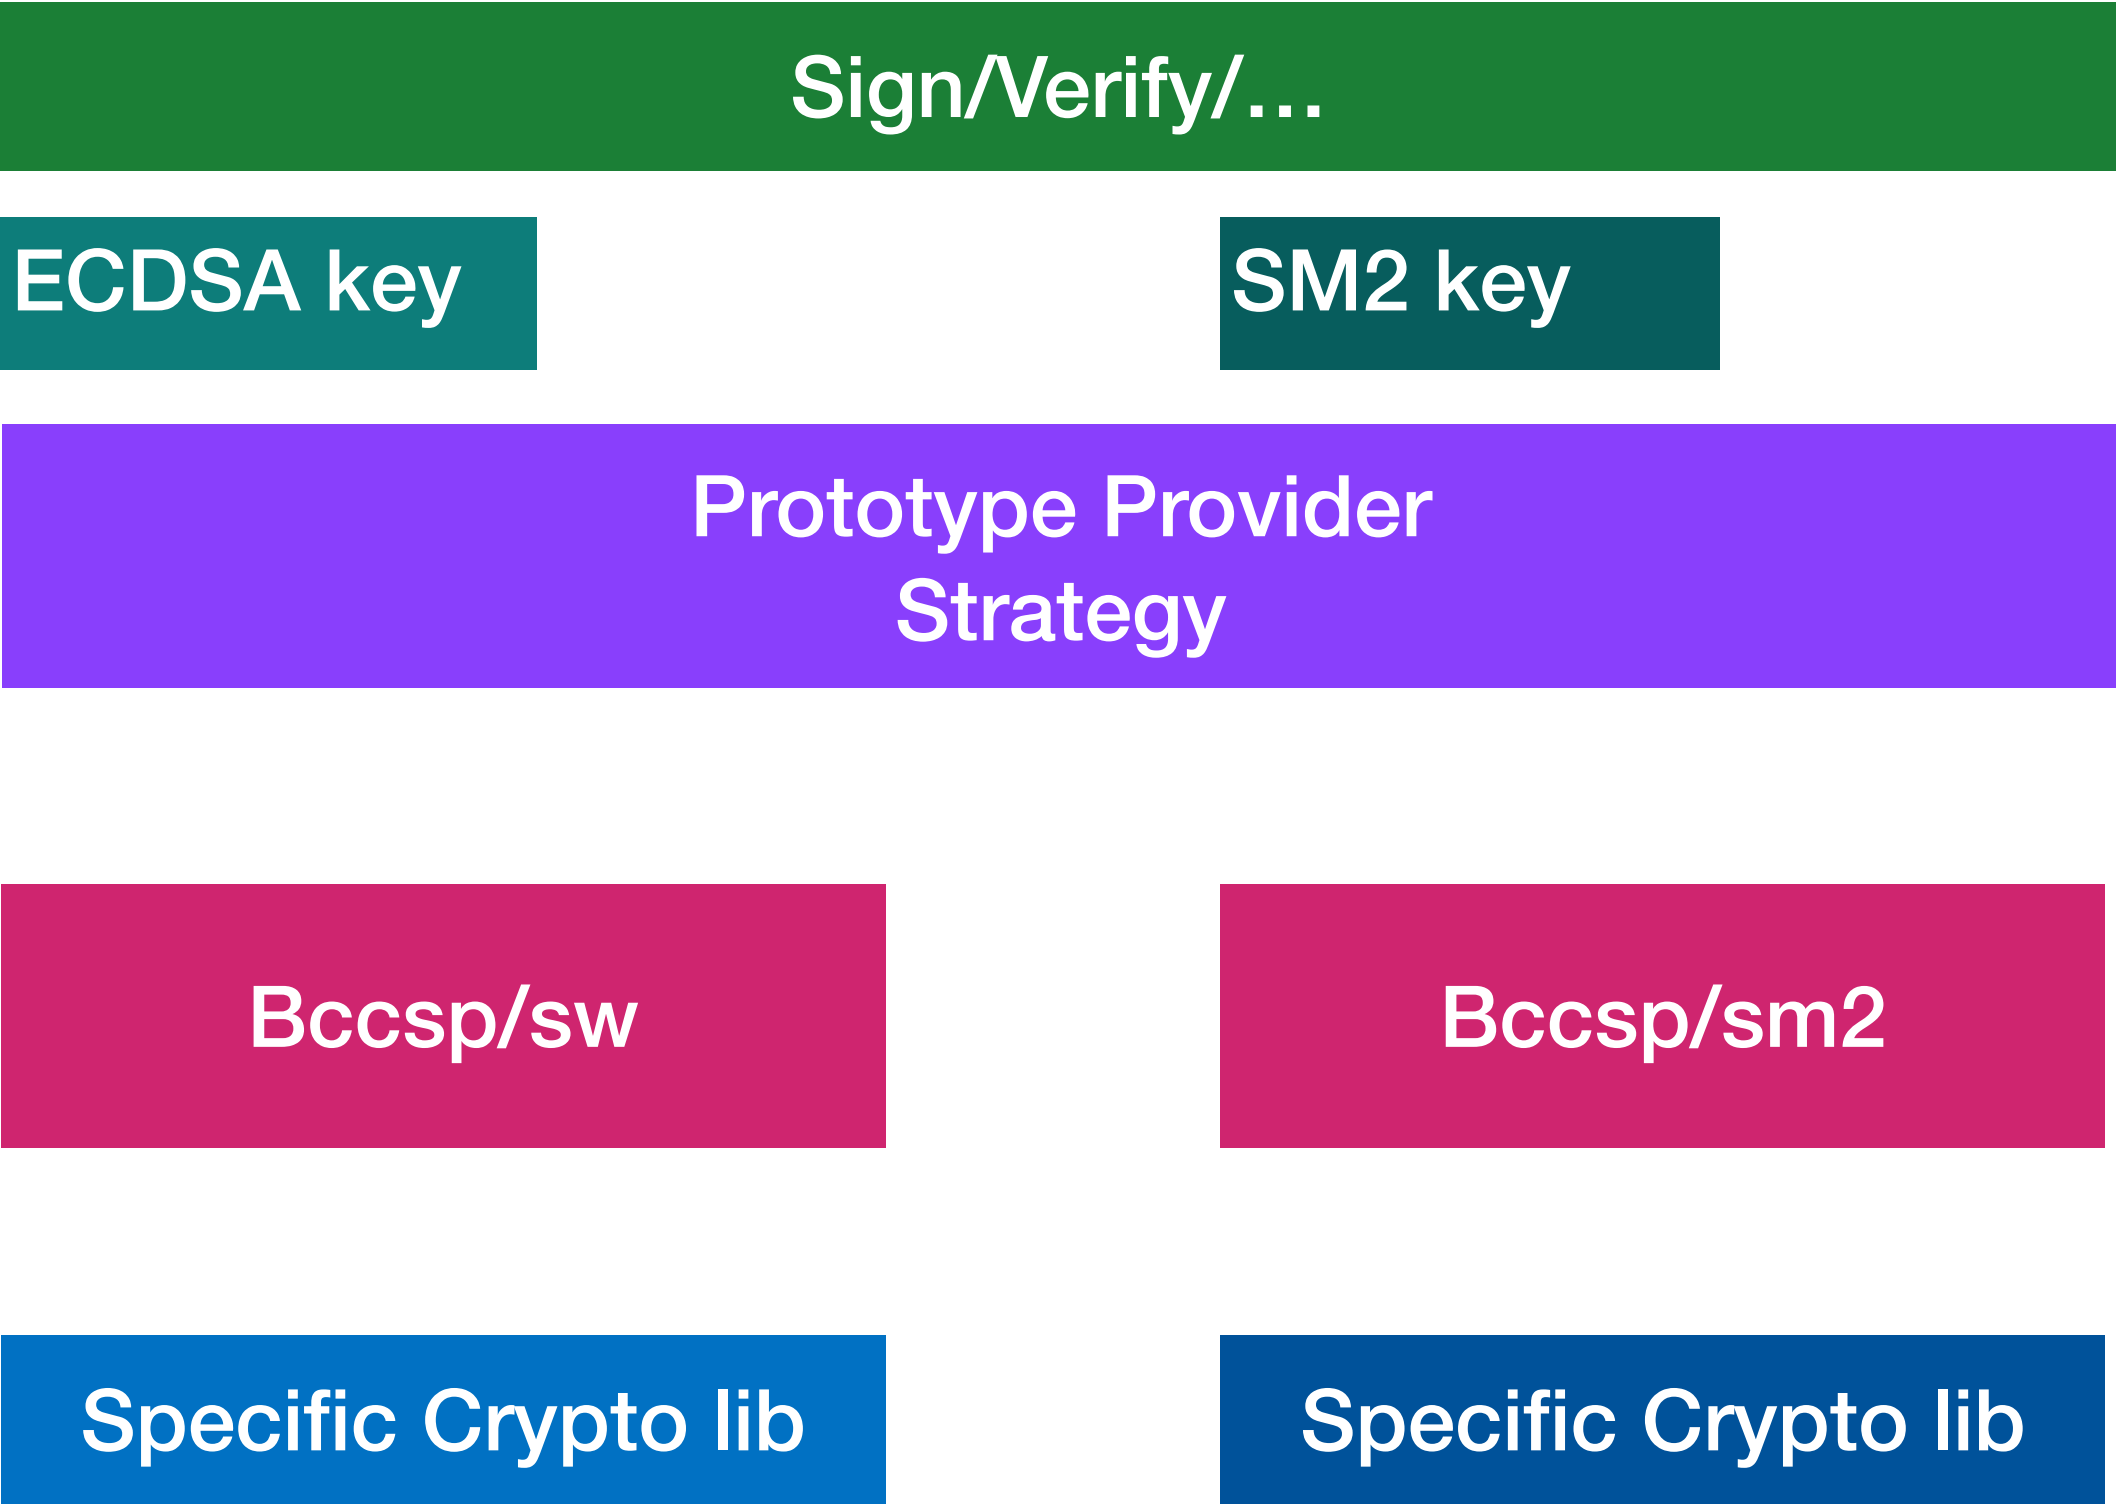 Sign/Verify/...
ECDSA key
SM2 key
Prototype Provider
Strategy
Bccsp/sw
Bccsp/sm2
Specific Crypto lib
Specific Crypto lib